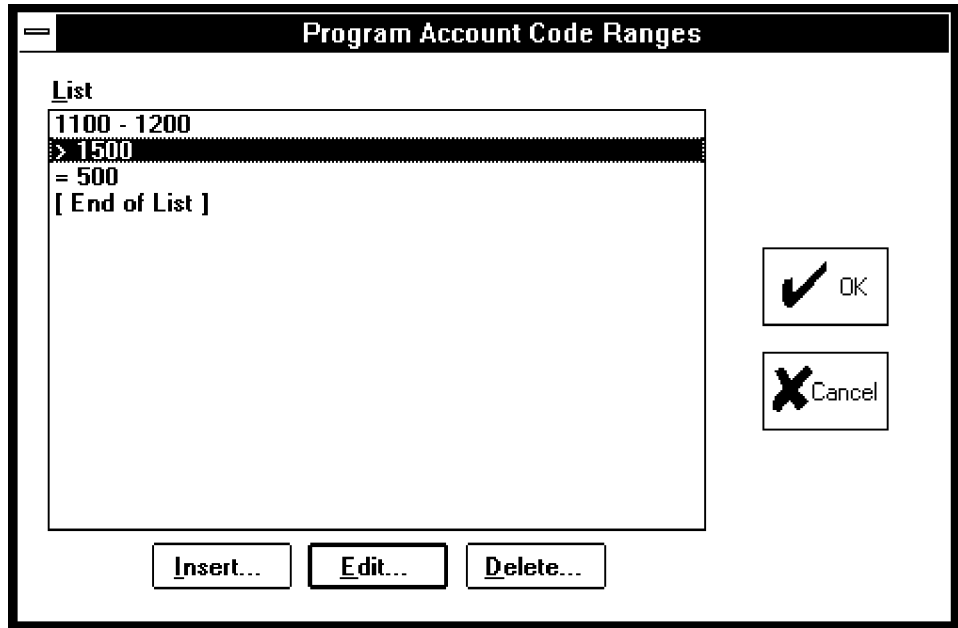 Program Account Code Ranges
List
1100 - 1200
> 1500
= 500
[ End of List ]
OK
Cancel
Insert... Edit... Delete...